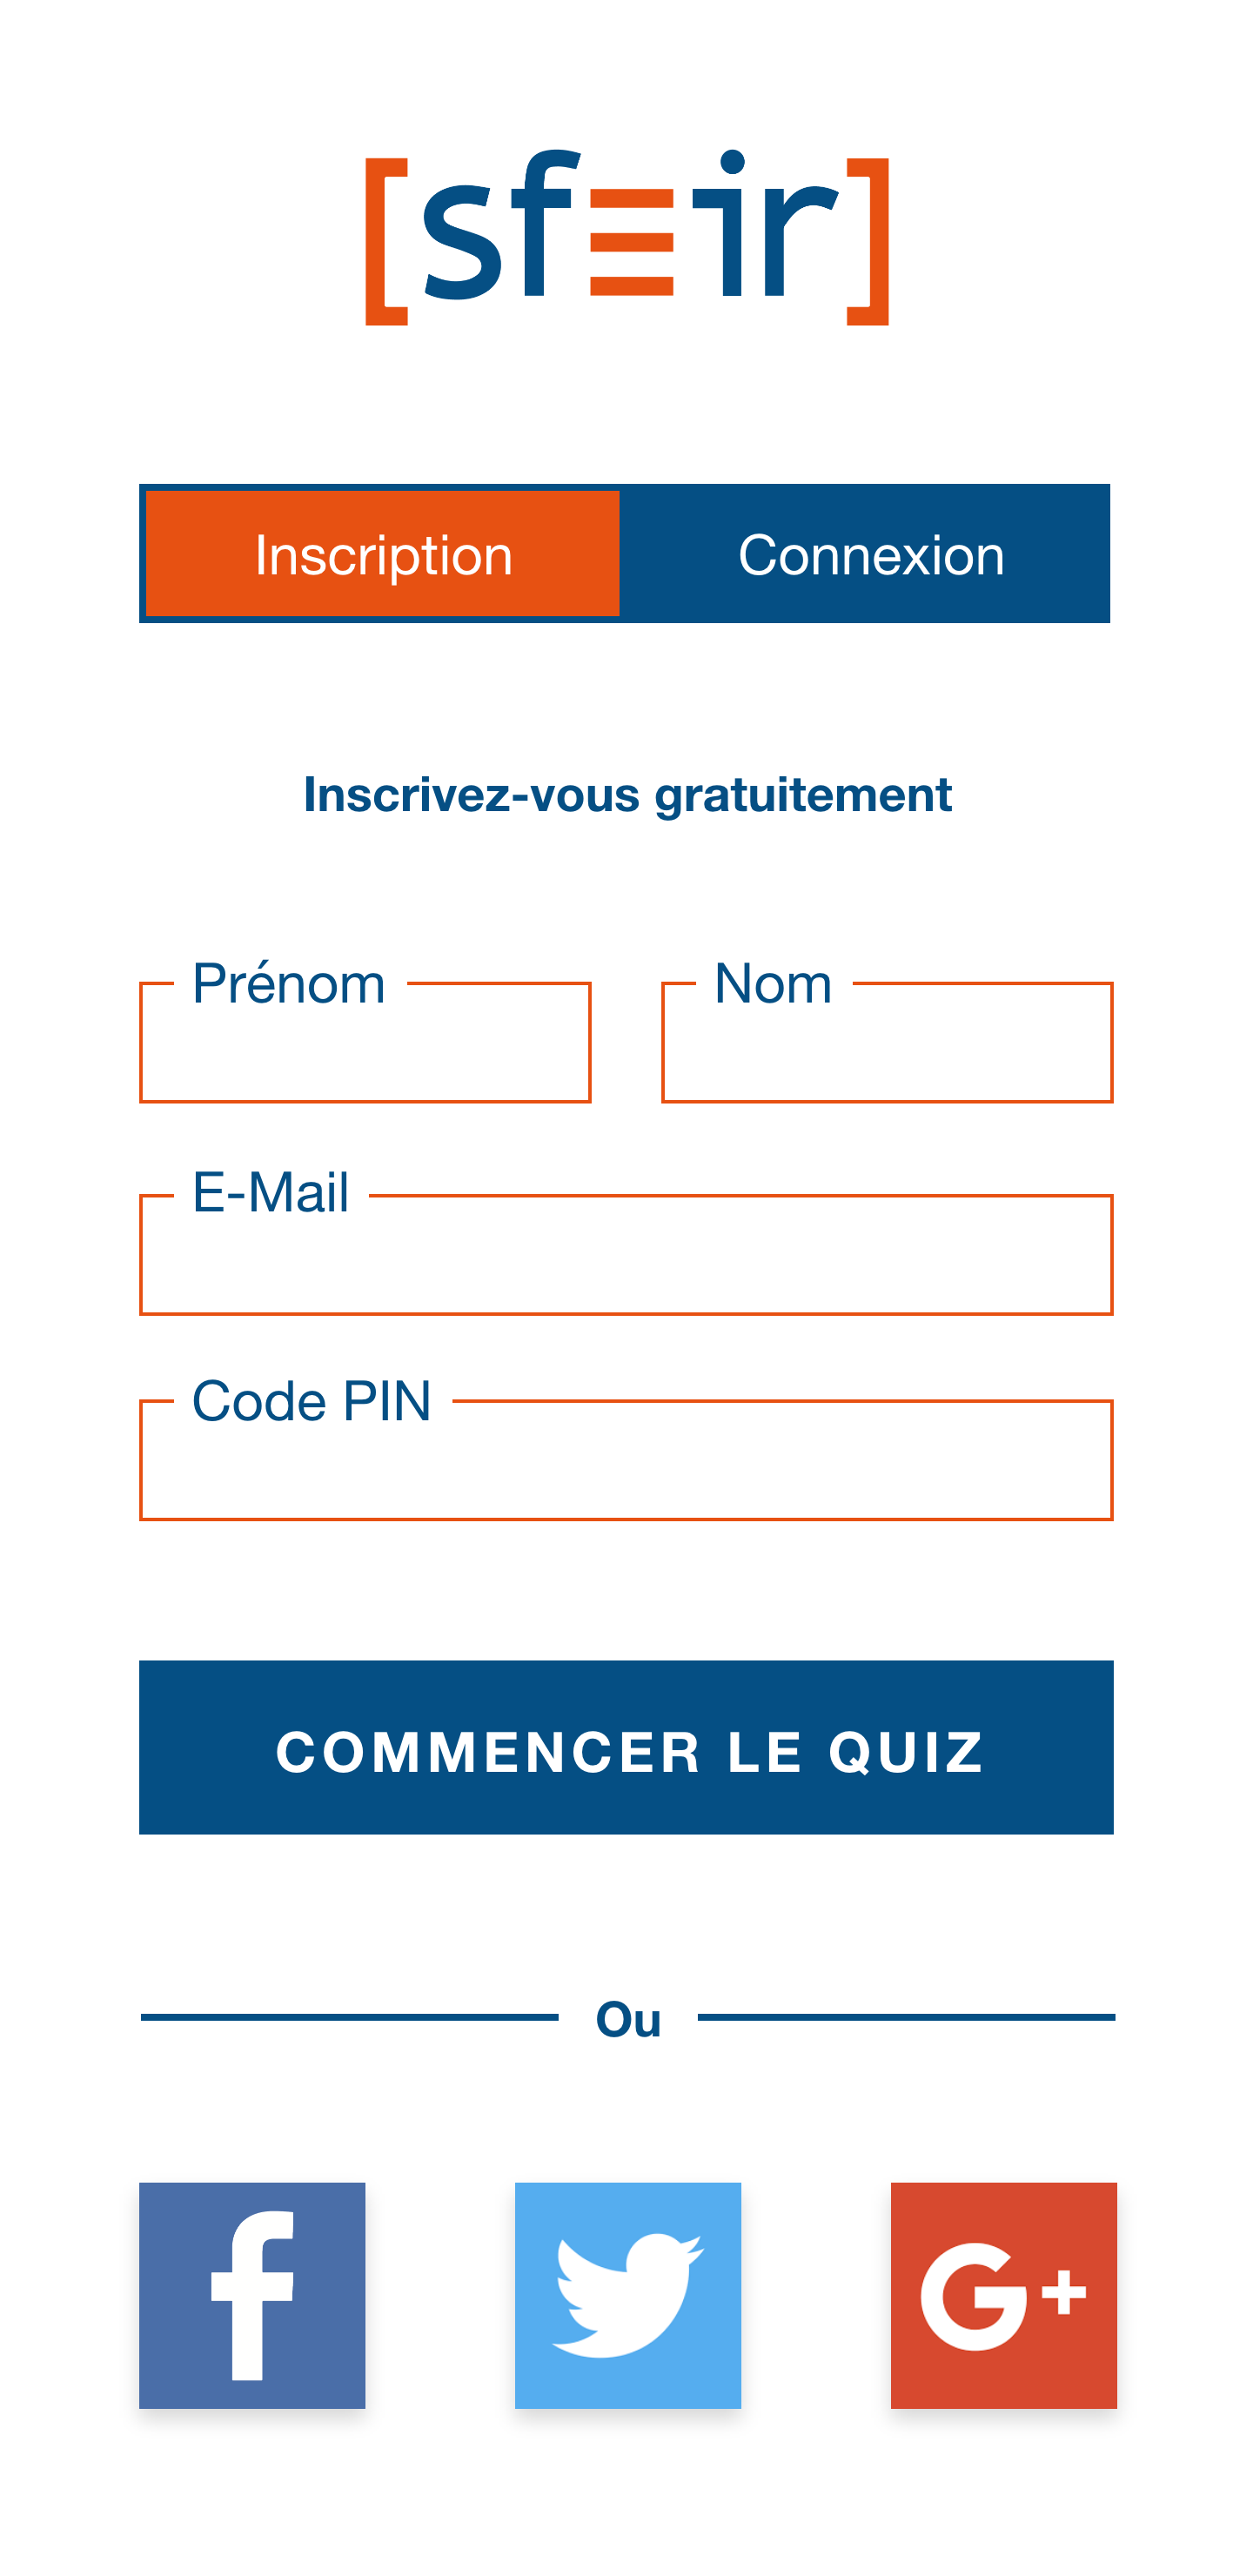 [sfeir]
Inscription Connexion
Inscrivez-vous gratuitement
Prénom Nom
E-Mail
Code PIN
COMMENCER LE QUIZ
Ou
f G+